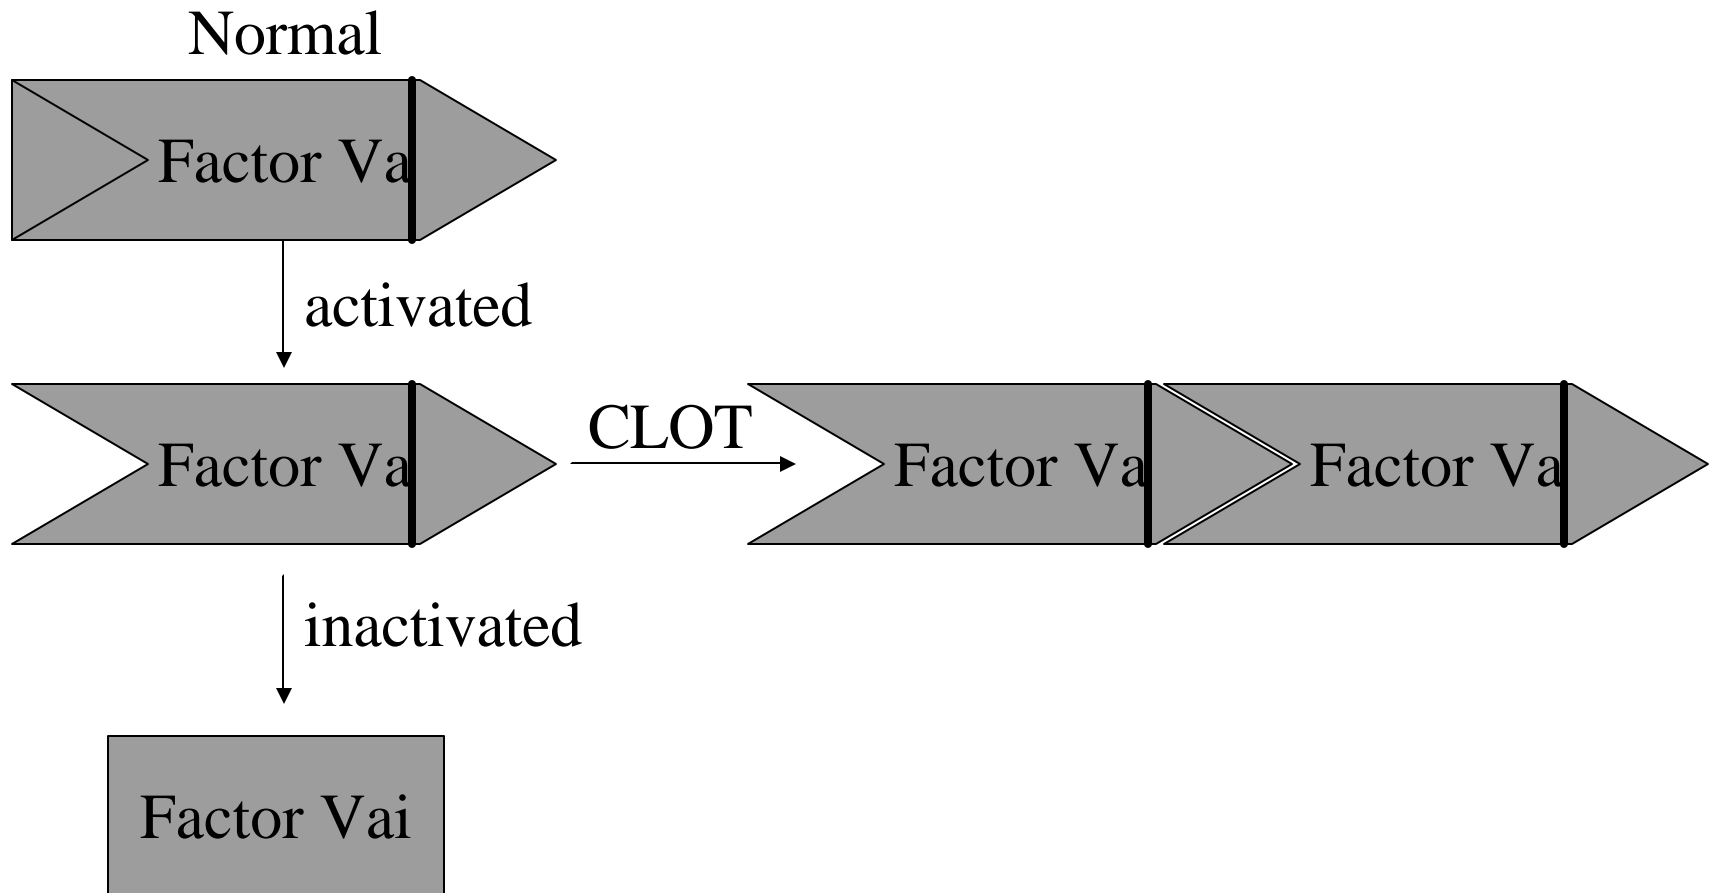 Normal
Factor Va
activated
Factor Va
CLOT
Factor Va
Factor Va
inactivated
Factor Vai